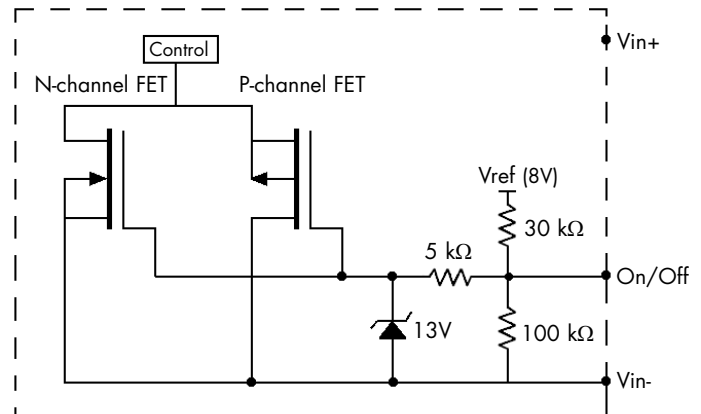 Control
Vin+
N-channel FET
P-channel FET
Vref (8V)
30 kΩ
5 kΩ
On/Off
13V
100 kΩ
Vin-